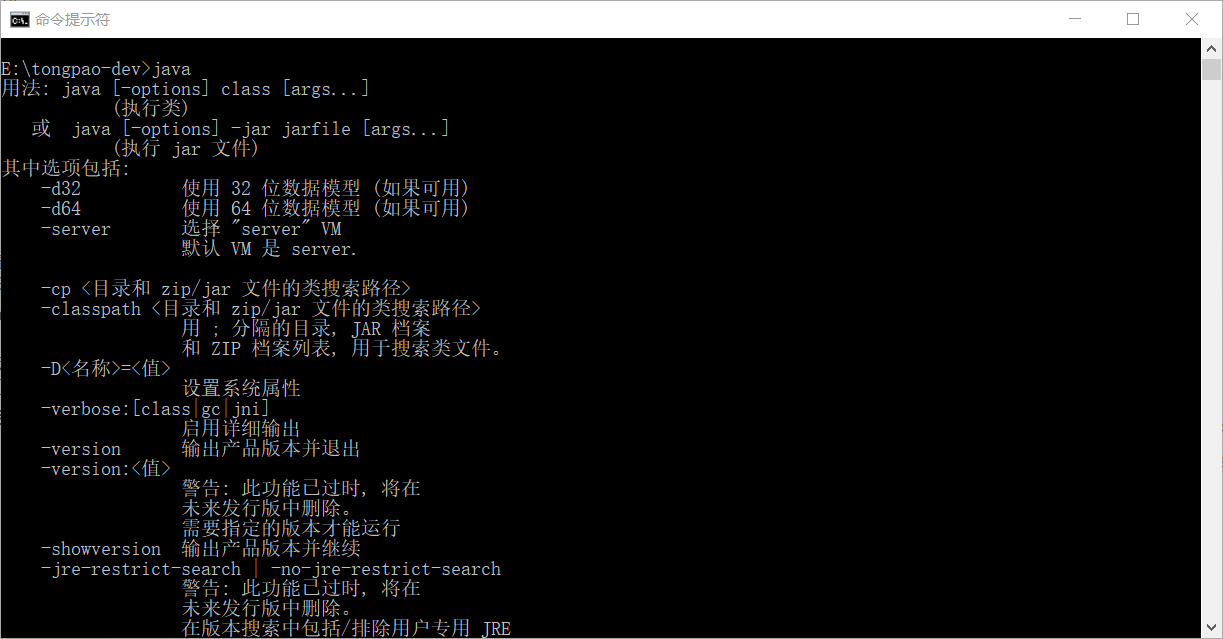 命令提示符
E:\tongpao-dev>java
用法: java [-options] class [args...]
(执行类)
或 java [-options] -jar jarfile [args...]
(执行 jar 文件)
其中选项包括:
-d32 使用 32 位数据模型 (如果可用)
-d64 使用 64 位数据模型 (如果可用)
-server 选择 "server" VM
默认 VM 是 server.
-cp <目录和 zip/jar 文件的类搜索路径>
-classpath <目录和 zip/jar 文件的类搜索路径>
用 ; 分隔的目录, JAR 档案
和 ZIP 档案列表, 用于搜索类文件。
-D<名称>=<值>
设置系统属性
-verbose:[class|gc|jni]
启用详细输出
-version 输出产品版本并退出
-version:<值>
警告: 此功能已过时, 将在
未来发行版中删除。
需要指定的版本才能运行
-showversion 输出产品版本并继续
-jre-restrict-search | -no-jre-restrict-search
警告: 此功能已过时, 将在
未来发行版中删除。
在版本搜索中包括/排除用户专用 JRE